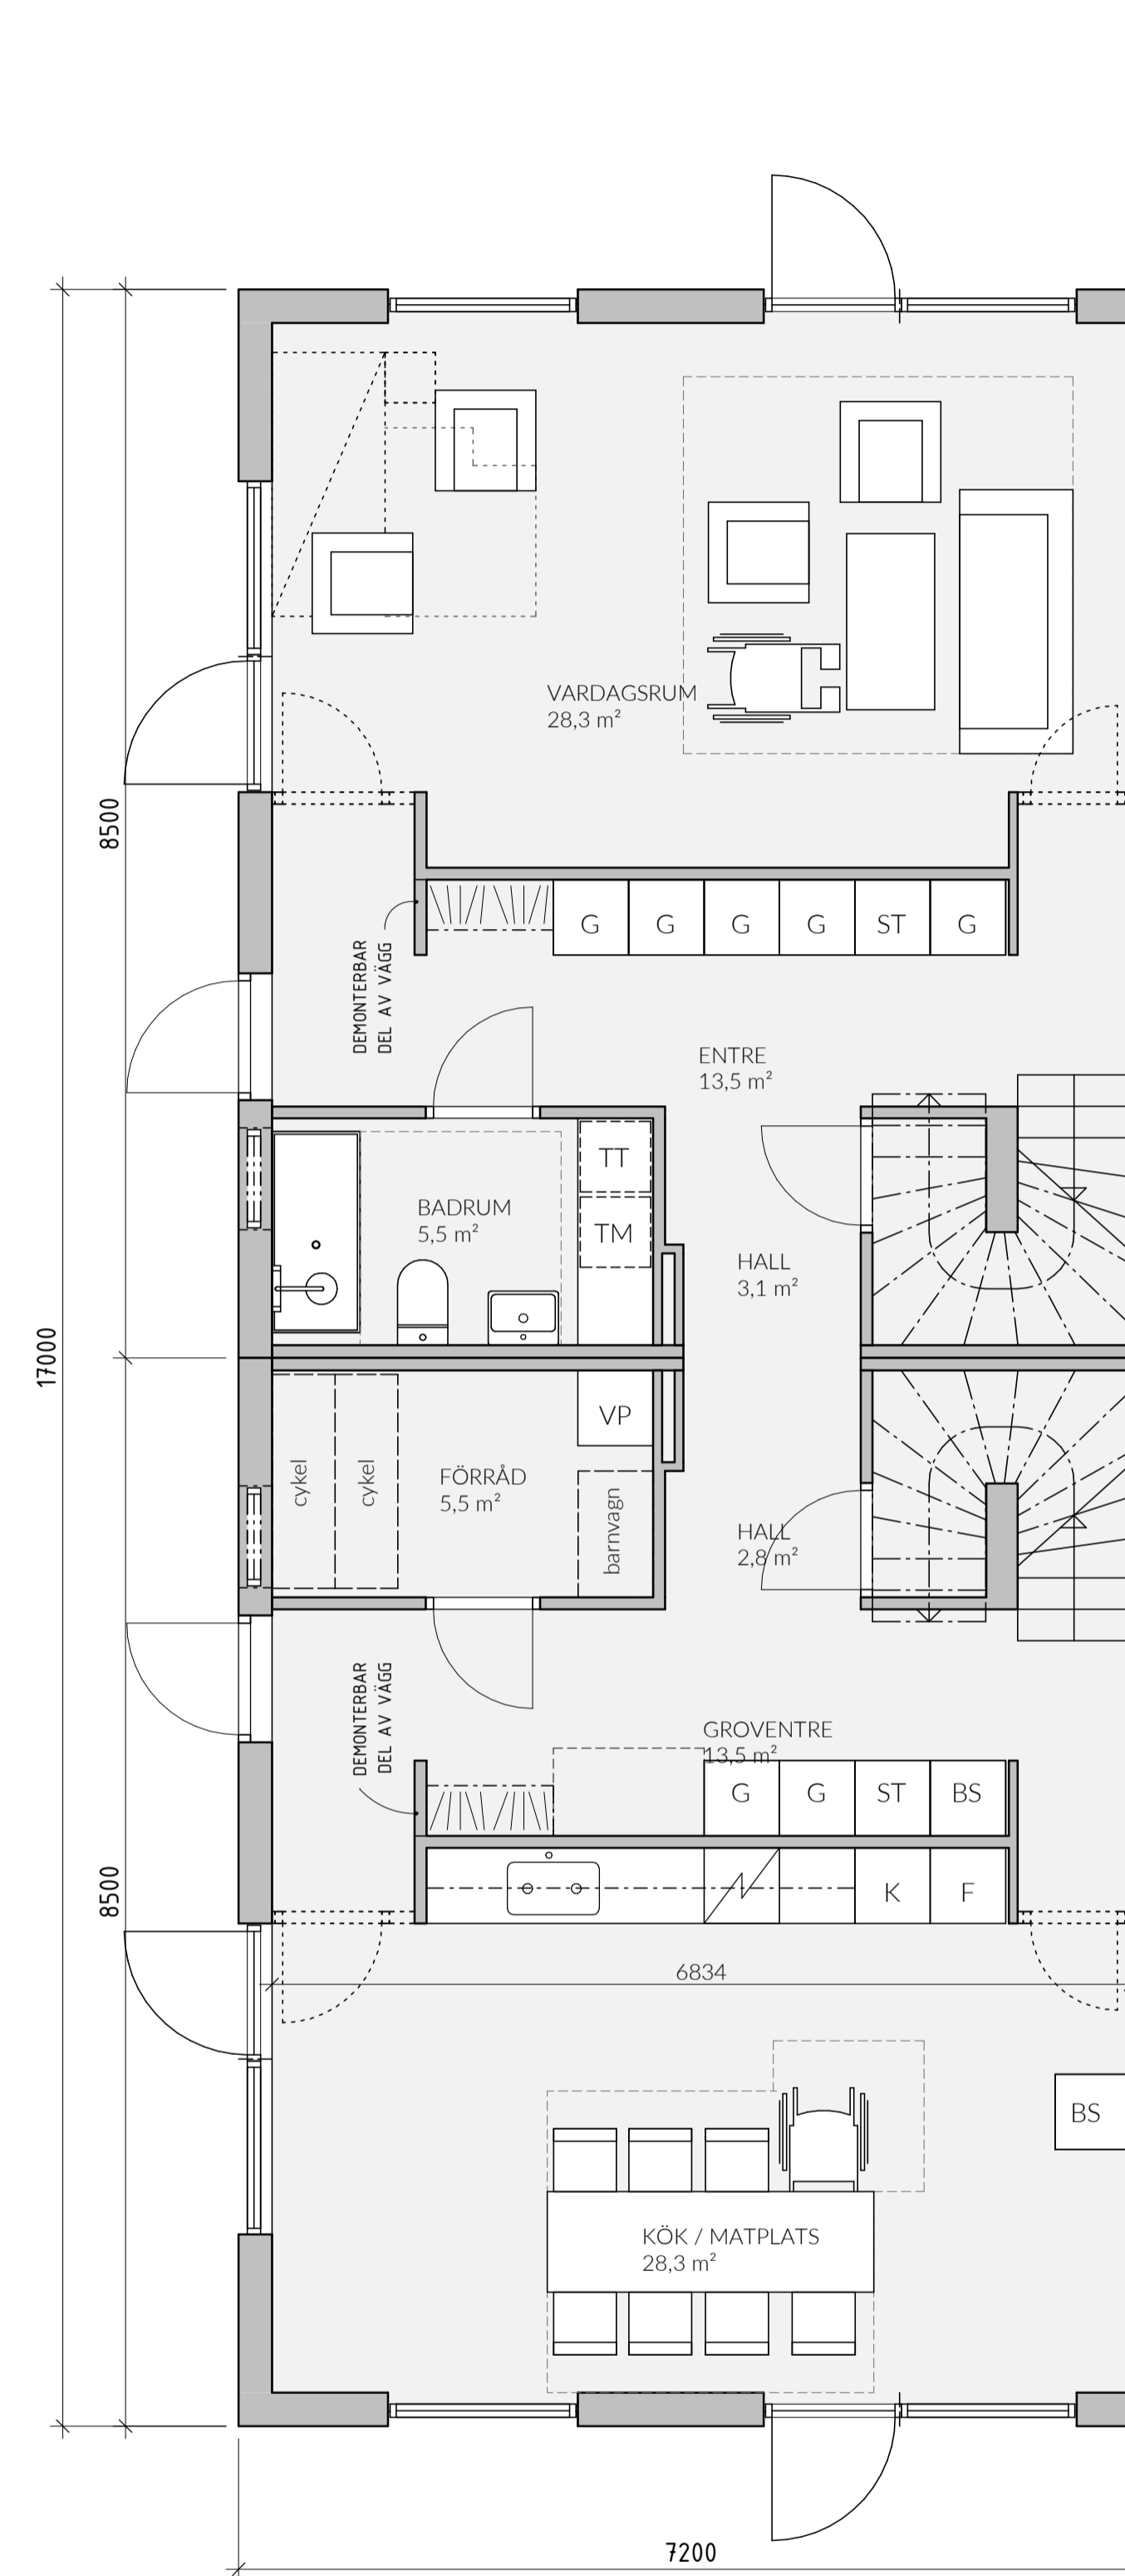 VARDAGSRUM
28,3 m²
8500
G G G G ST G
DEMONTERBAR
DEL AV VÄGG
ENTRE
13,5 m²
TT
BADRUM
5,5 m²
TM
HALL
3,1 m²
17000
VP
cykel
cykel
FÖRRÅD
5,5 m²
barnvagn
HALL
2,8 m²
DEMONTERBAR
DEL AV VÄGG
GROVENTRE
13,5 m²
G G ST BS
8500
K F
6834
BS
KÖK / MATPLATS
28,3 m²
7200